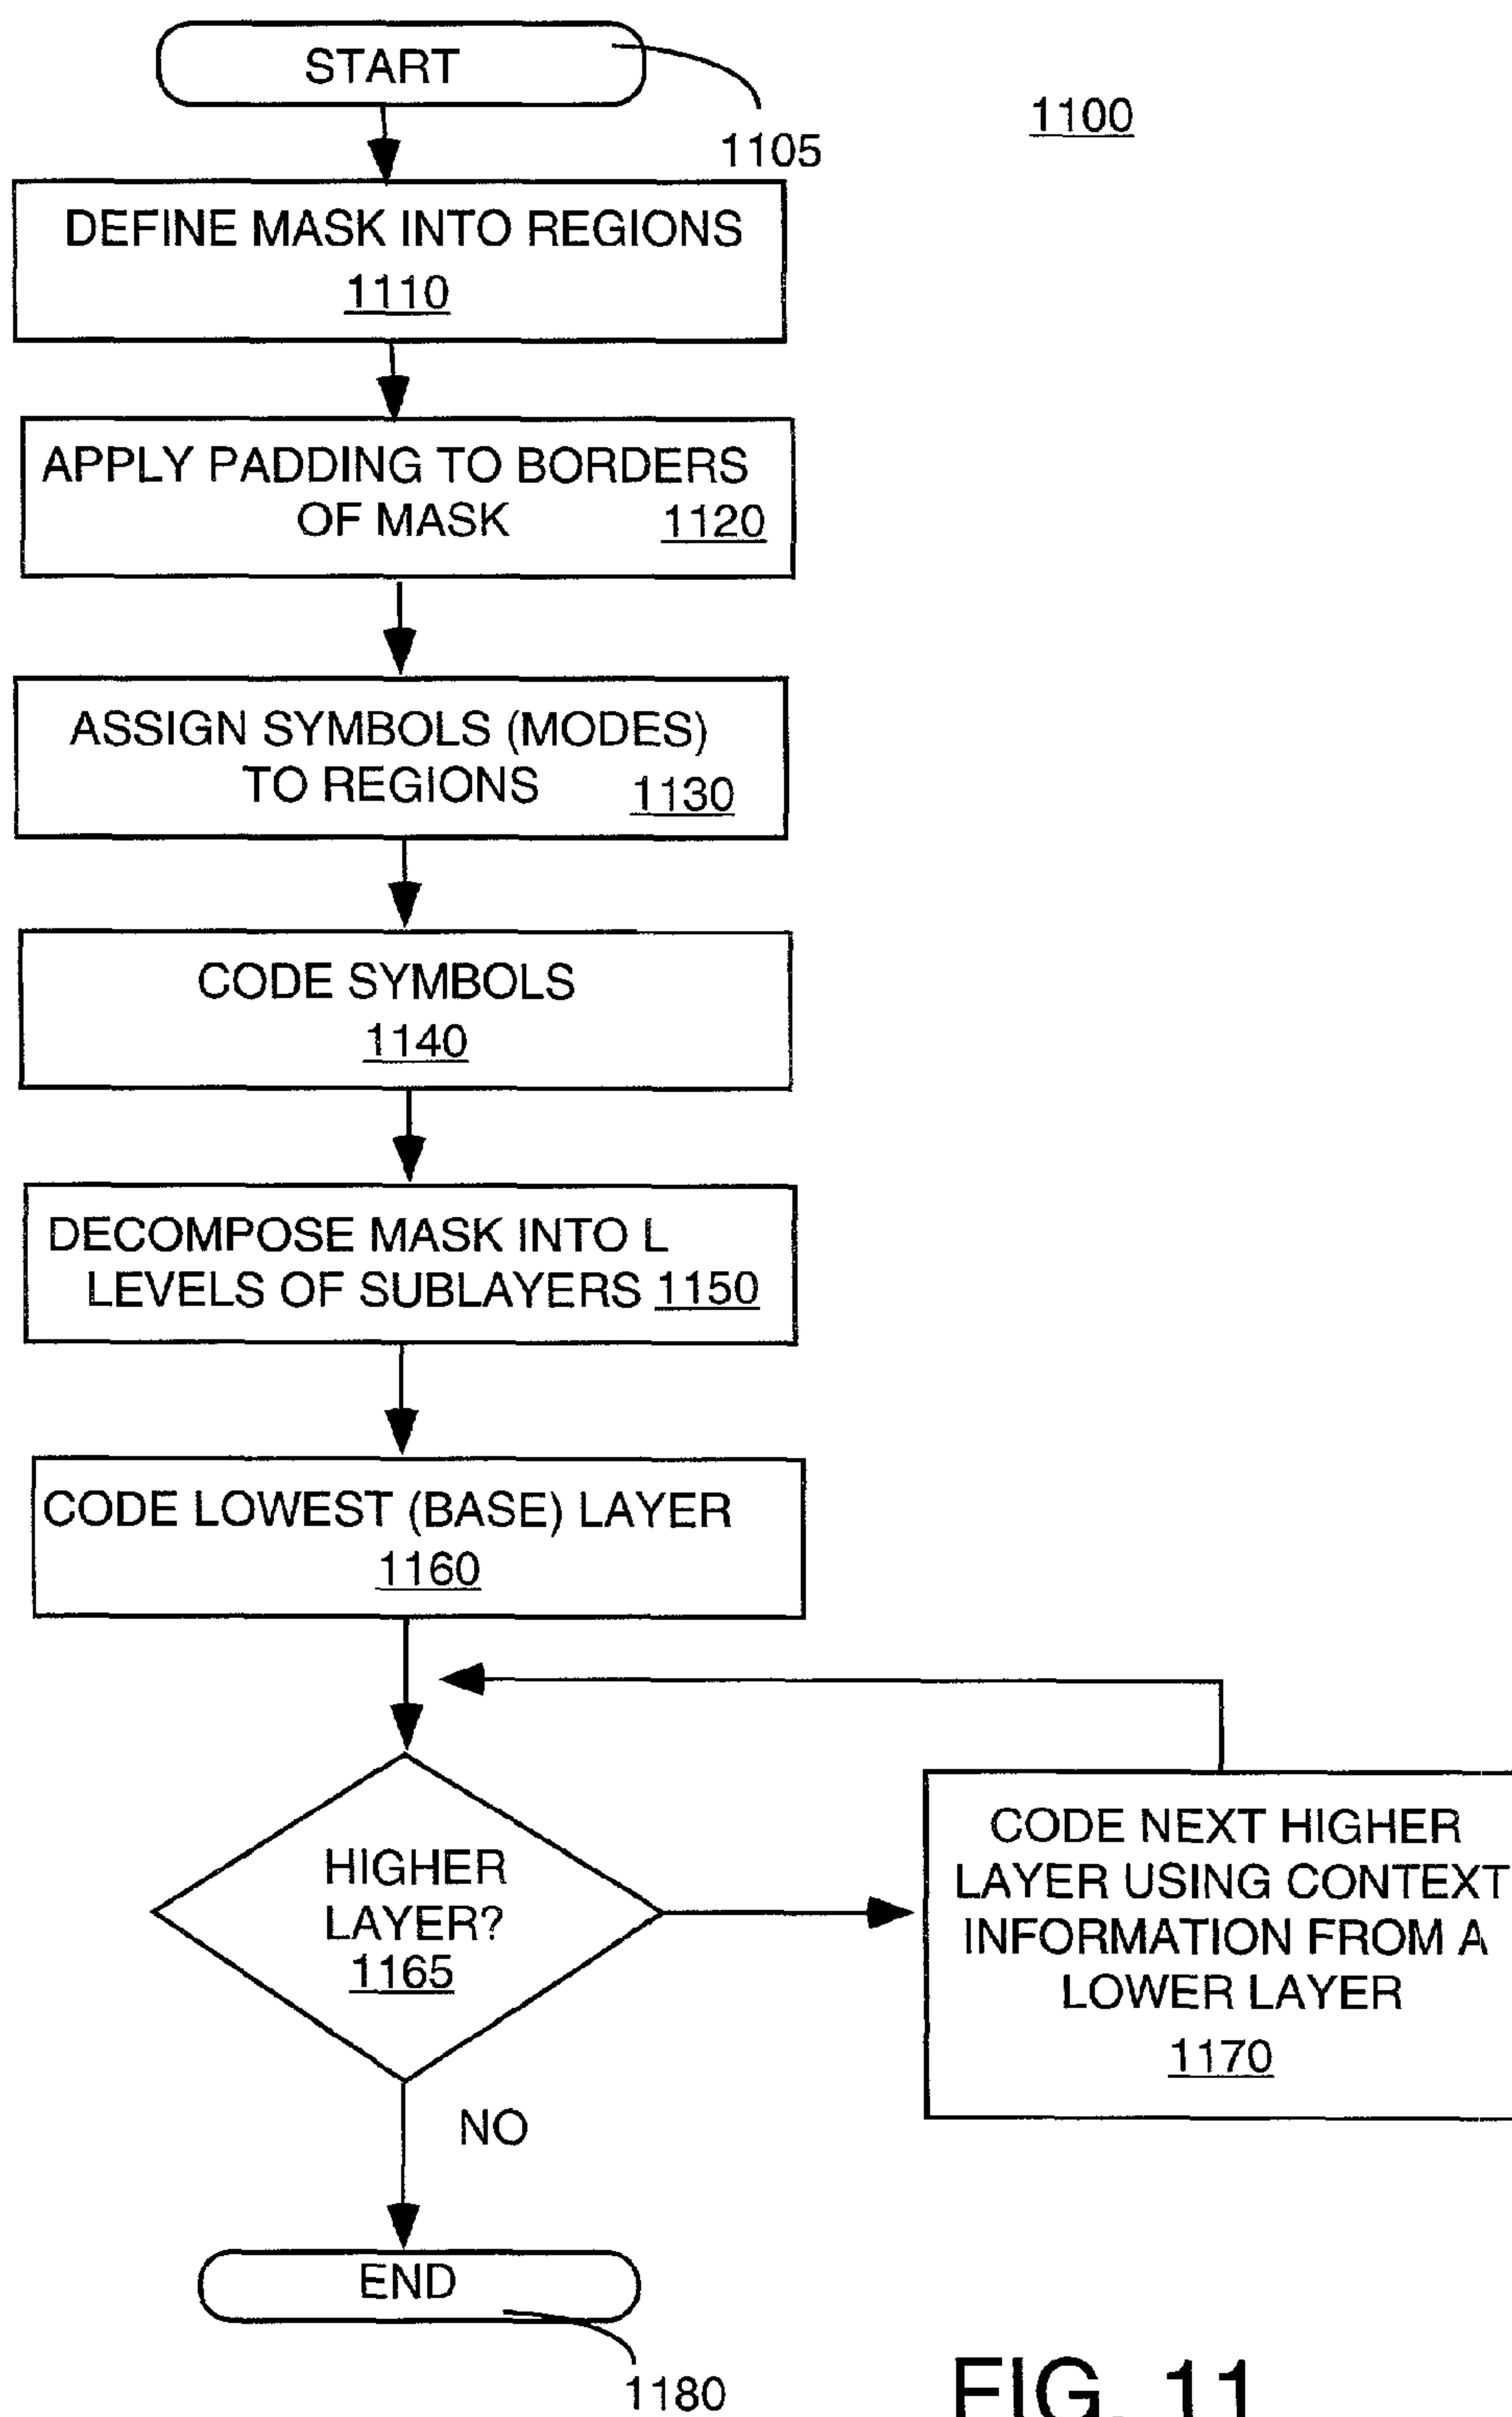 START
1105
1100
DEFINE MASK INTO REGIONS
1110
APPLY PADDING TO BORDERS
OF MASK 1120
ASSIGN SYMBOLS (MODES)
TO REGIONS 1130
CODE SYMBOLS
1140
DECOMPOSE MASK INTO L
LEVELS OF SUBLAYERS 1150
CODE LOWEST (BASE) LAYER
1160
HIGHER
LAYER?
1165
CODE NEXT HIGHER
LAYER USING CONTEXT
INFORMATION FROM A
LOWER LAYER
1170
NO
END
1180
FIG. 11